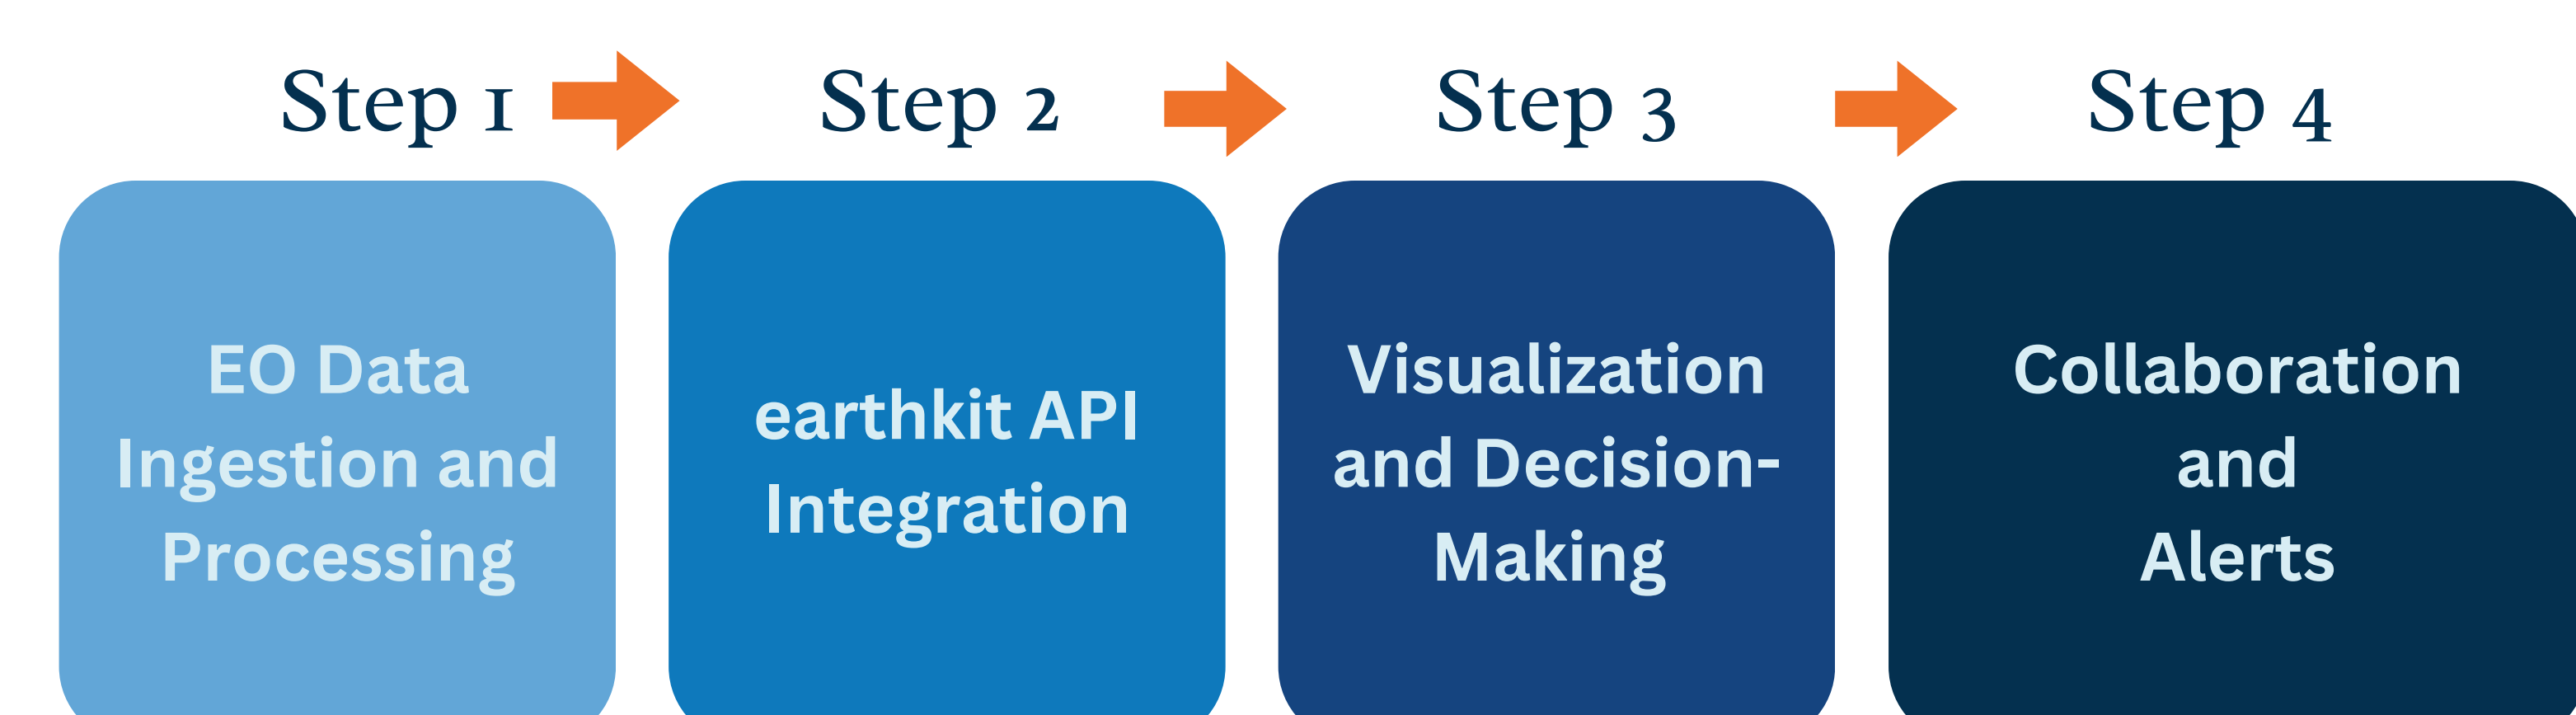 Step 1
Step 2
Step 3
Step 4
EO Data
Ingestion and
Processing
earthkit API
Integration
Visualization
and Decision-
Making
Collaboration
and
Alerts